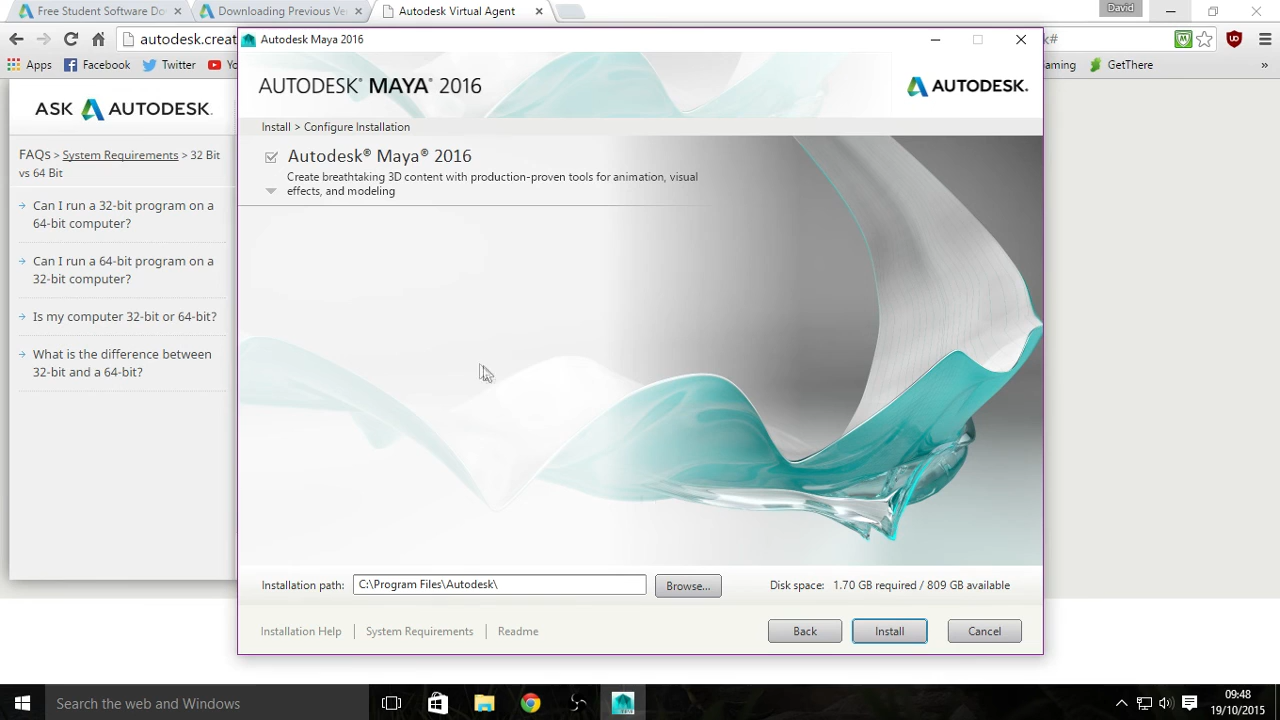 Free Student Software Do
Downloading Previous Ve
Autodesk Virtual Agent
David
autodesk.creat
k#
Apps
Facebook
Twitter
Yo
aming
GetThere
»
Autodesk Maya 2016
AUTODESK® MAYA® 2016
AUTODESK.
Install > Configure Installation
Autodesk® Maya® 2016
Create breathtaking 3D content with production-proven tools for animation, visual
effects, and modeling
ASK AUTODESK.
FAQs > System Requirements > 32 Bit
vs 64 Bit
Can I run a 32-bit program on a
64-bit computer?
Can I run a 64-bit program on a
32-bit computer?
Is my computer 32-bit or 64-bit?
What is the difference between
32-bit and a 64-bit?
Installation path: C:\Program Files\Autodesk\ Browse... Disk space: 1.70 GB required / 809 GB available
Installation Help System Requirements Readme Back Install Cancel
Search the web and Windows
09:48
19/10/2015